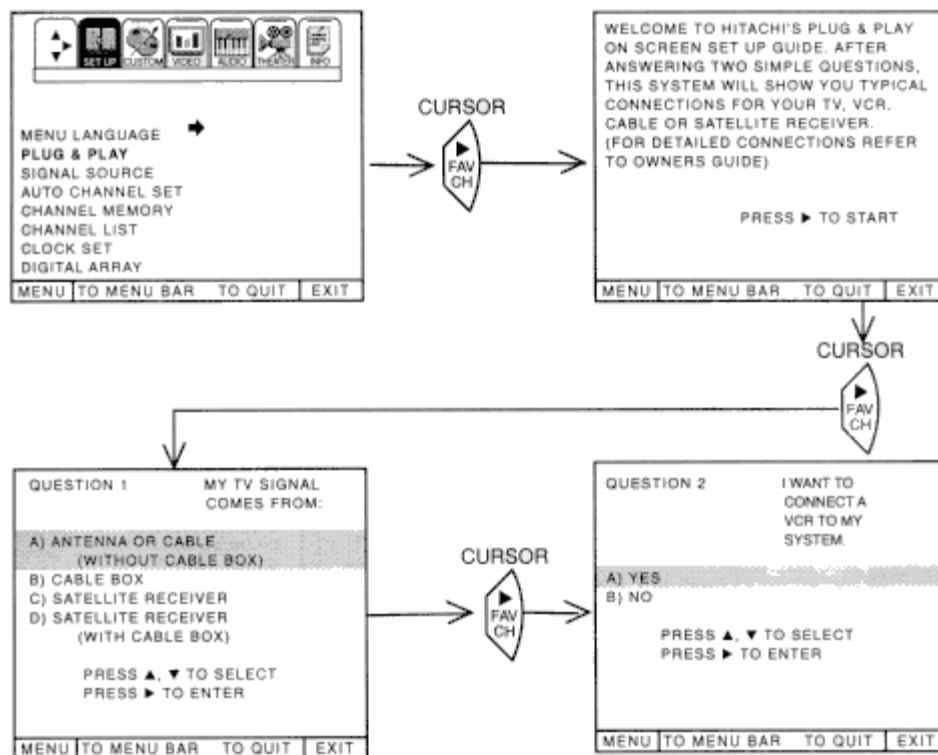 SET UP CUSTOM VIDEO AUDIO THEATER INFO
MENU LANGUAGE
PLUG & PLAY
SIGNAL SOURCE
AUTO CHANNEL SET
CHANNEL MEMORY
CHANNEL LIST
CLOCK SET
DIGITAL ARRAY
MENU TO MENU BAR TO QUIT EXIT
CURSOR
FAV
CH
WELCOME TO HITACHI'S PLUG & PLAY
ON SCREEN SET UP GUIDE. AFTER
ANSWERING TWO SIMPLE QUESTIONS,
THIS SYSTEM WILL SHOW YOU TYPICAL
CONNECTIONS FOR YOUR TV, VCR.
CABLE OR SATELLITE RECEIVER.
(FOR DETAILED CONNECTIONS REFER
TO OWNERS GUIDE)
PRESS ▶ TO START
MENU TO MENU BAR TO QUIT EXIT
CURSOR
FAV
CH
QUESTION 1 MY TV SIGNAL
COMES FROM:
A) ANTENNA OR CABLE
(WITHOUT CABLE BOX)
B) CABLE BOX
C) SATELLITE RECEIVER
D) SATELLITE RECEIVER
(WITH CABLE BOX)
PRESS ▲, ▼ TO SELECT
PRESS ▶ TO ENTER
MENU TO MENU BAR TO QUIT EXIT
CURSOR
FAV
CH
QUESTION 2 I WANT TO
CONNECT A
VCR TO MY
SYSTEM.
A) YES
B) NO
PRESS ▲, ▼ TO SELECT
PRESS ▶ TO ENTER
MENU TO MENU BAR TO QUIT EXIT